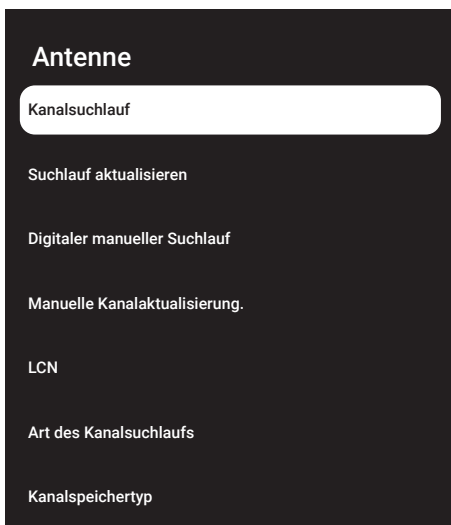 Antenne
Kanalsuchlauf
Suchlauf aktualisieren
Digitaler manueller Suchlauf
Manuelle Kanalaktualisierung.
LCN
Art des Kanalsuchlaufs
Kanalspeichertyp